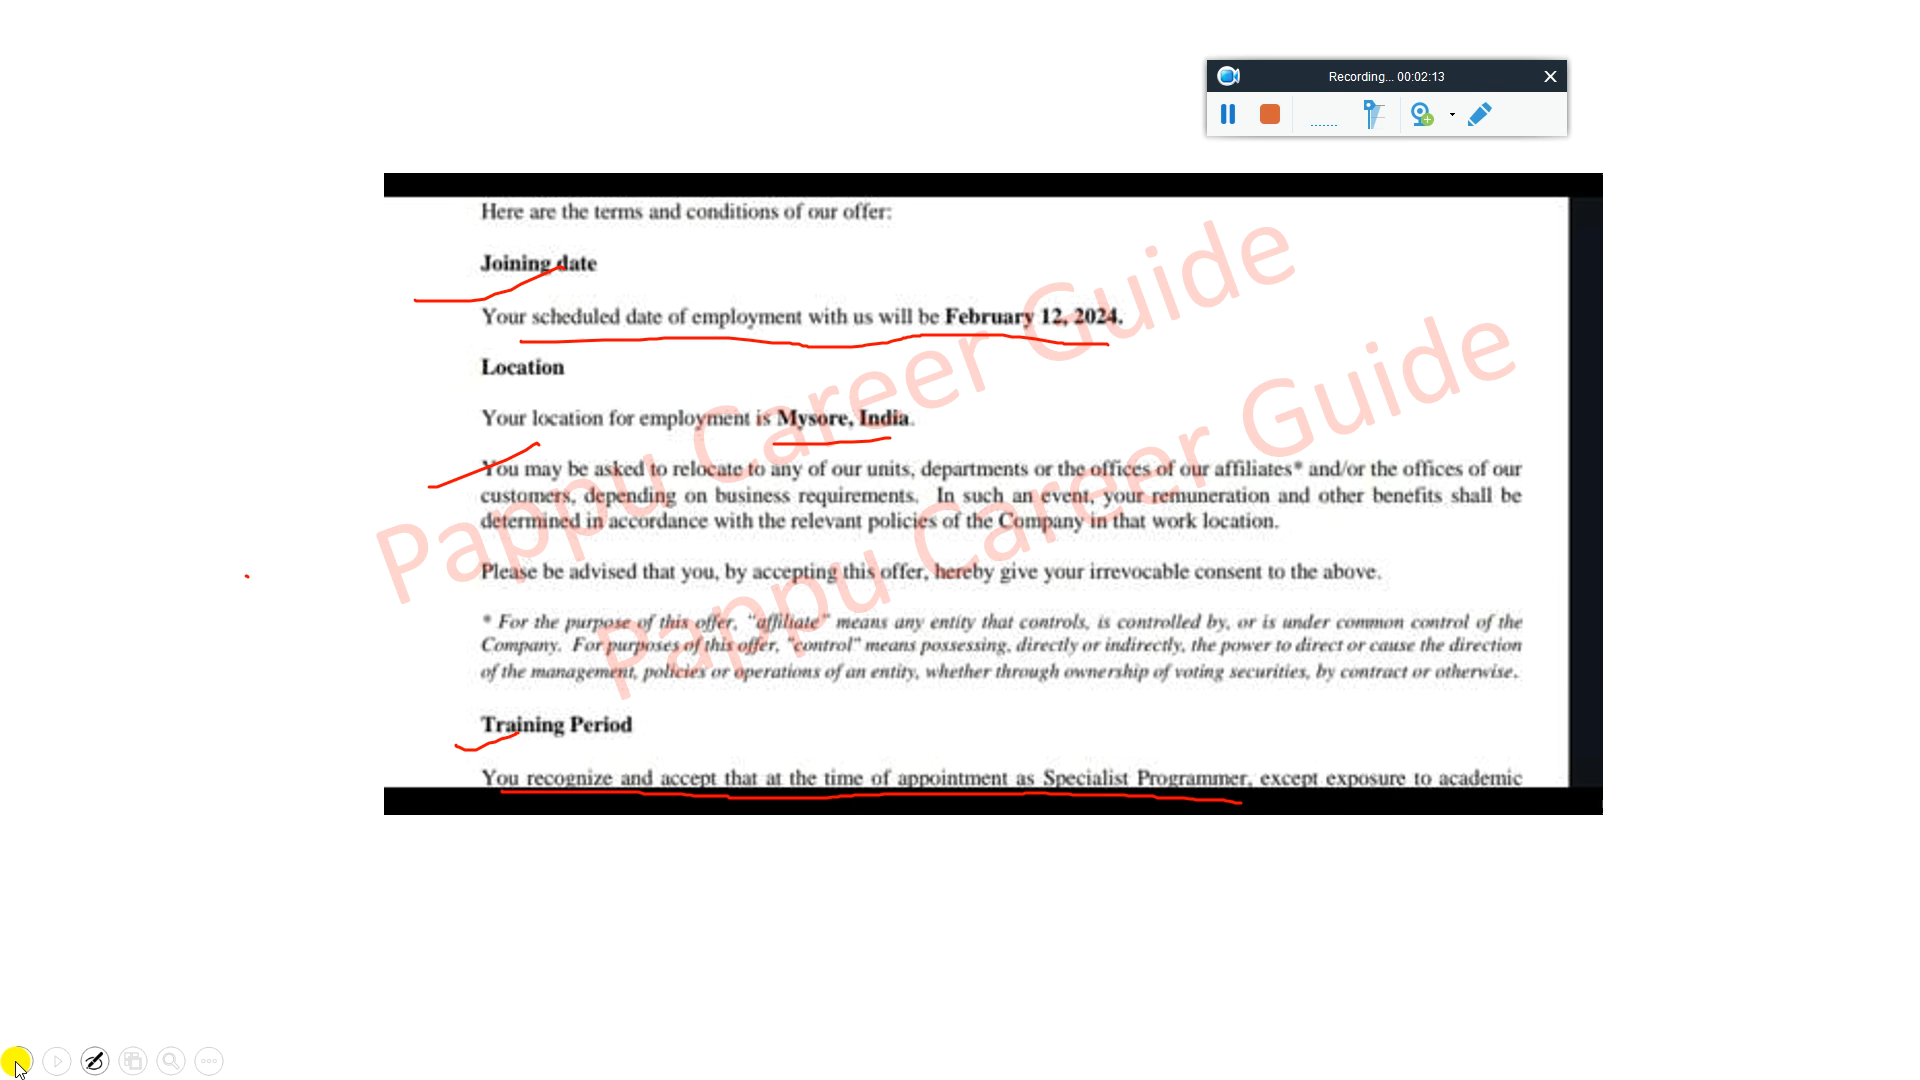 Recording... 00:02:13
Here are the terms and conditions of our offer:
Joining date
Your scheduled date of employment with us will be February 12, 2024.
Location
Your location for employment is Mysore, India.
You may be asked to relocate to any of our units, departments or the offices of our affiliates* and/or the offices of our
customers, depending on business requirements. In such an event, your remuneration and other benefits shall be
determined in accordance with the relevant policies of the Company in that work location.
Please be advised that you, by accepting this offer, hereby give your irrevocable consent to the above.
* For the purpose of this offer, "affiliate" means any entity that controls, is controlled by, or is under common control of the
Company. For purposes of this offer, "control" means possessing, directly or indirectly, the power to direct or cause the direction
of the management, policies or operations of an entity, whether through ownership of voting securities, by contract or otherwise.
Training Period
You recognize and accept that at the time of appointment as Specialist Programmer, except exposure to academic
Pappu Career Guide
Pappu Career Guide